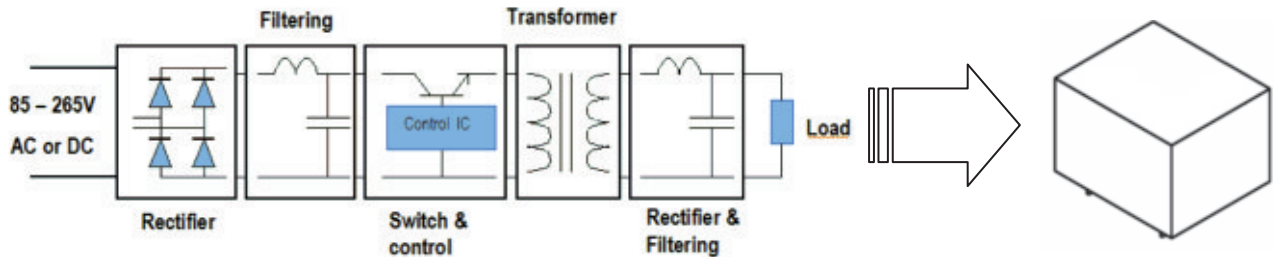 Filtering
Transformer
85 – 265V
AC or DC
Control IC
Load
Rectifier
Switch &
control
Rectifier &
Filtering